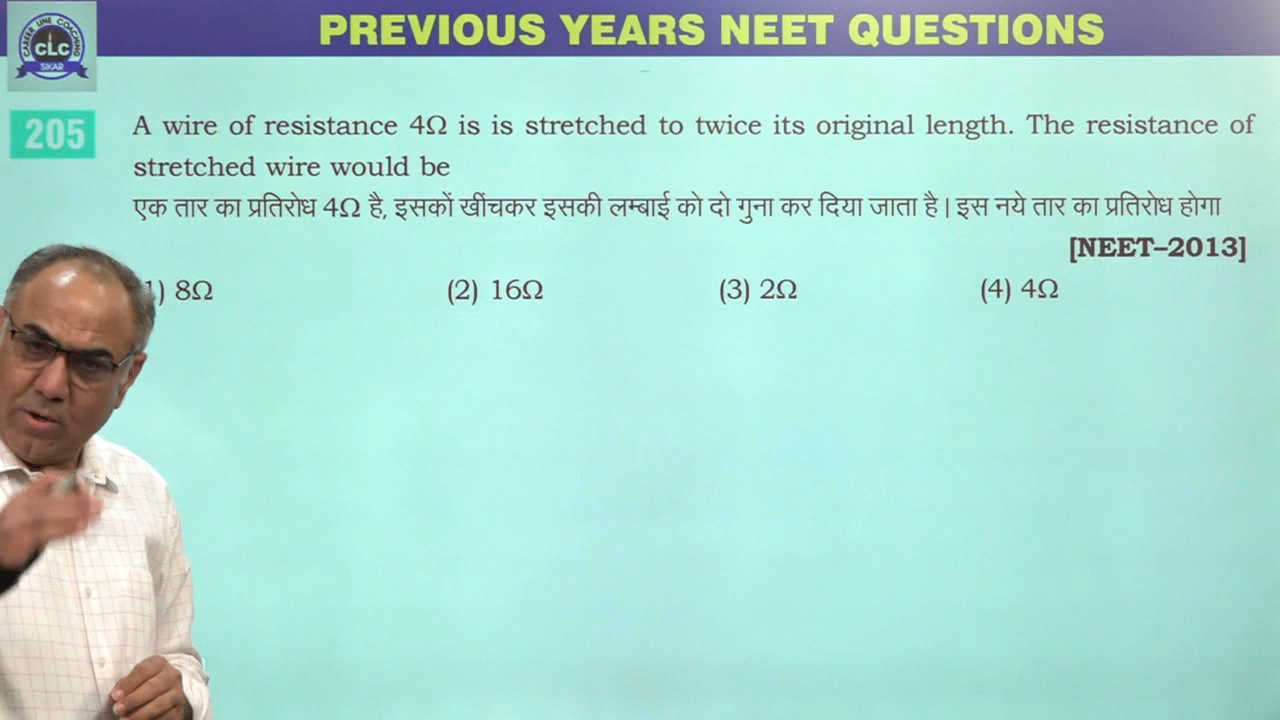 PREVIOUS YEARS NEET QUESTIONS
CAREER LINE COACHING
CLC
SIKAR
205
A wire of resistance 4Ω is is stretched to twice its original length. The resistance of
stretched wire would be
एक तार का प्रतिरोध 4Ω है, इसकों खींचकर इसकी लम्बाई को दो गुना कर दिया जाता है। इस नये तार का प्रतिरोध होगा
[NEET–2013]
1) 8Ω (2) 16Ω (3) 2Ω (4) 4Ω